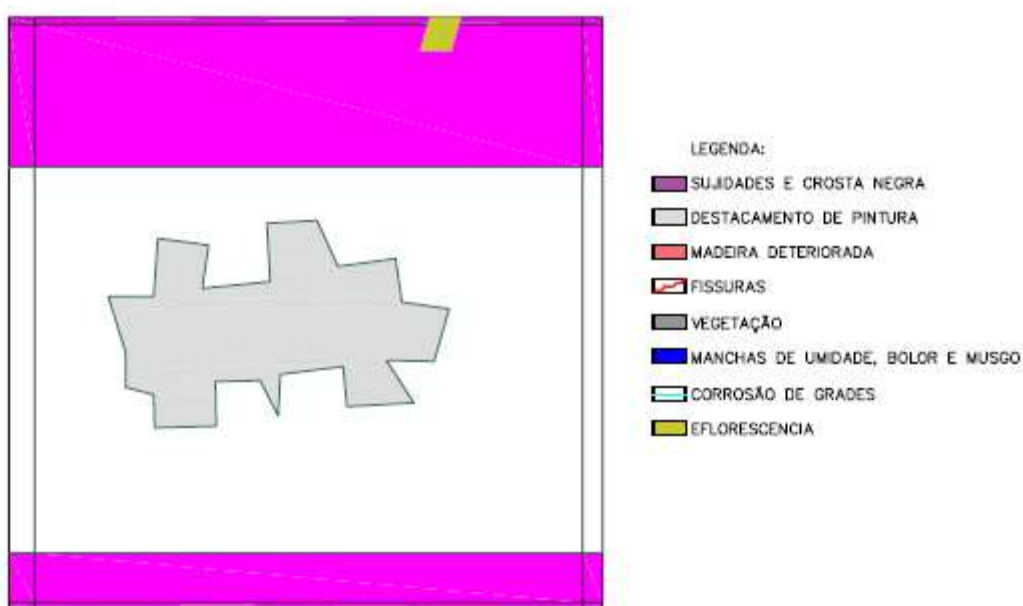 LEGENDA:
SUJIDADES E CROSTA NEGRA
DESTACAMENTO DE PINTURA
MADEIRA DETERIORADA
FISSURAS
VEGETAÇÃO
MANCHAS DE UMIDADE, BOLOR E MUSGO
CORROSÃO DE GRADES
EFLORESCENCIA